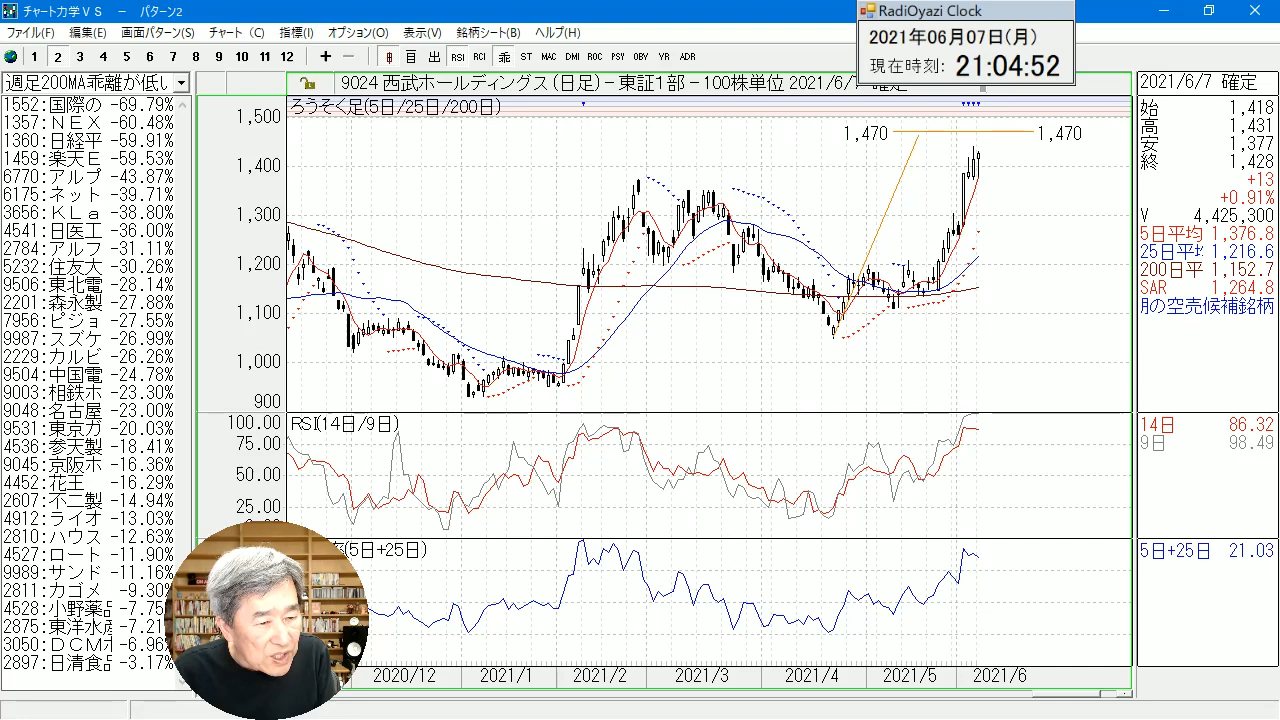 チャート力学VS － パターン2
ファイル(F) 編集(E) 画面パターン(S) チャート (C) 指標(I) オプション(O) 表示(V) 銘柄シート(B) ヘルプ(H)
RadiOyazi Clock
2021年06月07日(月)
現在時刻: 21:04:52
1 2 3 4 5 6 7 8 9 10 11 12 + － 日 出 RSI RCI 乖 ST MAC DMI ROC PSY OBV VR ADR
週足200MA乖離が低い
9024 西武ホールディングス (日足)－東証1部－100株単位 2021/6/7 確定
2021/6/7 確定
1552:国際の -69.79%
1357:ＮＥＸ -60.48%
1360:日経平 -59.91%
1459:楽天Ｅ -59.53%
6770:アルプ -43.87%
6175:ネット -39.71%
3656:ＫＬａ -38.80%
4541:日医工 -36.00%
2784:アルフ -31.11%
5232:住友大 -30.26%
9506:東北電 -28.14%
2201:森永製 -27.88%
7956:ピジョ -27.55%
9987:スズケ -26.98%
2229:カルビ -26.26%
9504:中国電 -24.78%
9003:相鉄ホ -23.30%
9048:名古屋 -23.00%
9531:東京ガ -20.03%
4536:参天製 -18.41%
9045:京阪ホ -16.36%
4452:花王 -16.29%
2607:不二製 -14.94%
4912:ライオ -13.03%
2810:ハウス -12.63%
4527:ロート -11.90%
9989:サンド -11.16%
2811:カゴメ -9.30%
4528:小野薬品 -7.75%
2875:東洋水産 -7.21%
3050:ＤＣＭホ -6.96%
2897:日清食品 -3.17%
ろうそく足(5日/25日/200日)
1,500
1,400
1,300
1,200
1,100
1,000
900
1,470
1,470
RSI(14日/9日)
100.00
75.00
50.00
25.00
(5日+25日)
2020/12 2021/1 2021/2 2021/3 2021/4 2021/5 2021/6
始 1,418
高 1,431
安 1,377
終 1,428
+13
+0.91%
V 4,425,300
5日平均 1,376.8
25日平均 1,216.6
200日平 1,152.7
SAR 1,264.8
の空売候補銘柄
14日 86.32
9日 98.49
5日+25日 21.03